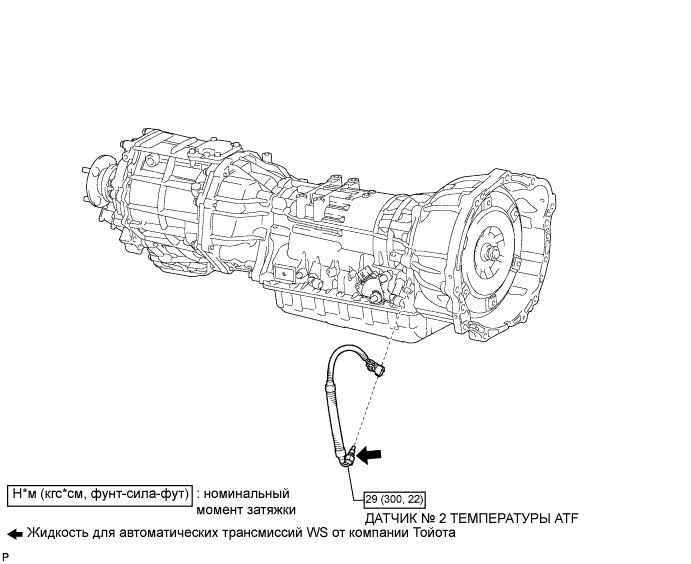 29 (300, 22)
ДАТЧИК № 2 ТЕМПЕРАТУРЫ ATF
Н*м (кгс*см, фунт-сила-фут) : номинальный
момент затяжки
Жидкость для автоматических трансмиссий WS от компании Тойота
P